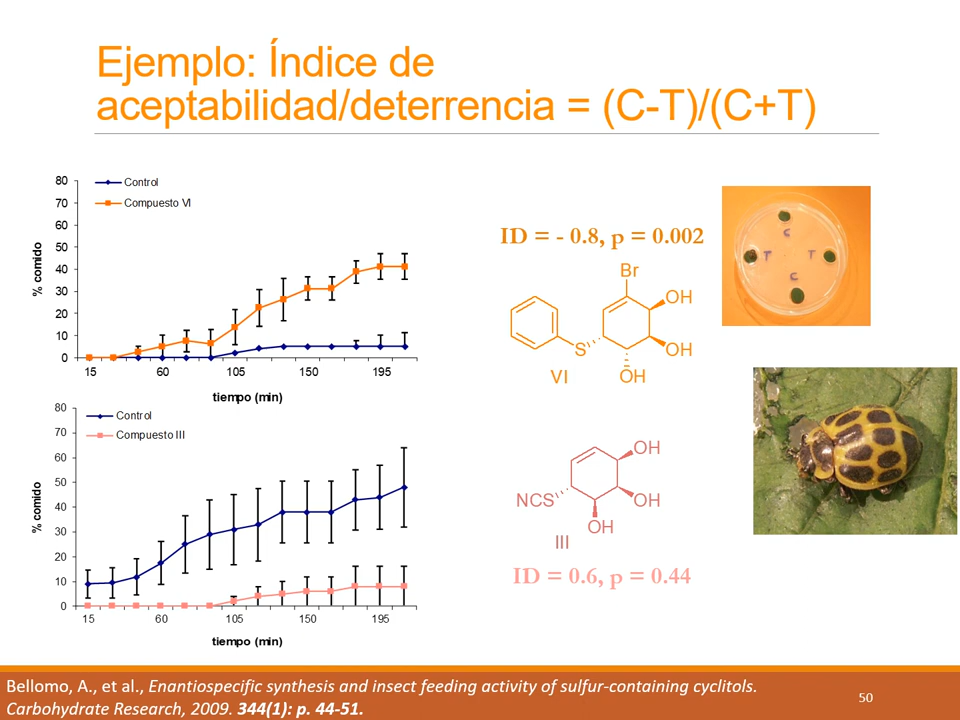 Ejemplo: Índice de
aceptabilidad/deterrencia = (C-T)/(C+T)
80
70
60
50
40
30
20
10
0
% comido
Control
Compuesto VI
15
60
105
150
195
tiempo (min)
80
70
60
50
40
30
20
10
0
% comido
Control
Compuesto III
15
60
105
150
195
tiempo (min)
ID = - 0.8, p = 0.002
Br
OH
OH
S
OH
VI
OH
NCS
OH
OH
III
ID = 0.6, p = 0.44
C
T
T
C
Bellomo, A., et al., Enantiospecific synthesis and insect feeding activity of sulfur-containing cyclitols.
Carbohydrate Research, 2009. 344(1): p. 44-51.
50